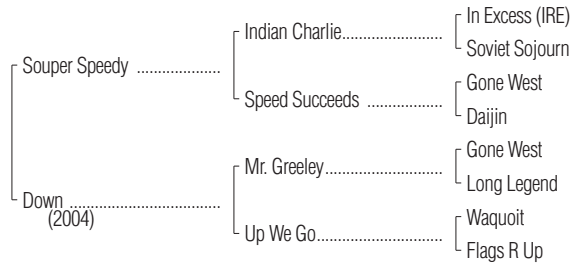 In Excess (IRE)
Indian Charlie....................
Soviet Sojourn
Souper Speedy ..................
Gone West
Speed Succeeds ................
Daijin
Gone West
Mr. Greeley.........................
Long Legend
Down ..................................
(2004)
Waquoit
Up We Go...........................
Flags R Up